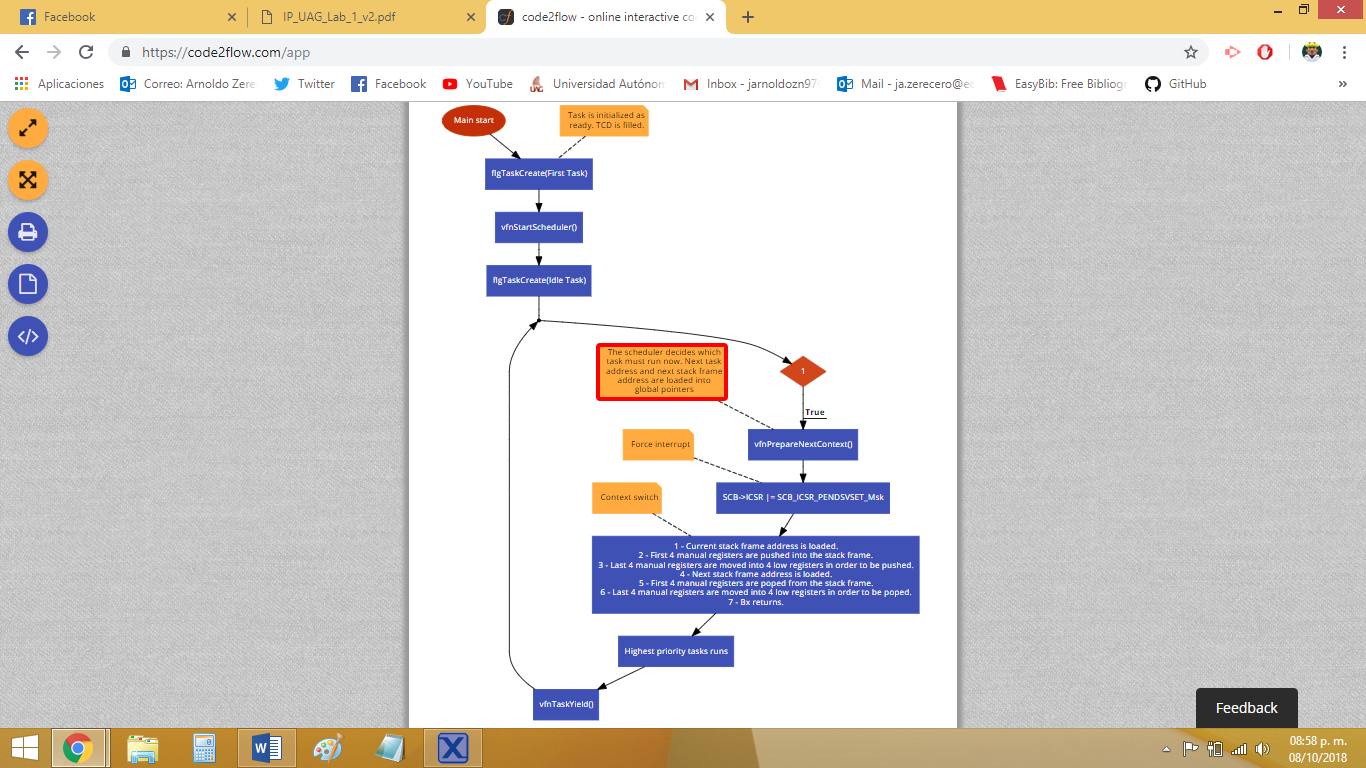 Facebook
IP_UAG_Lab_1_v2.pdf
code2flow - online interactive co
https://code2flow.com/app
Aplicaciones
Correo: Arnoldo Zere
Twitter
Facebook
YouTube
Universidad Autónon
Inbox - jarnoldozn97
Mail - ja.zerecero@ed
EasyBib: Free Bibliogr
GitHub
»
Main start
Task is initialized as
ready. TCD is filled.
flgTaskCreate(First Task)
vfnStartScheduler()
flgTaskCreate(Idle Task)
The scheduler decides which
task must run now. Next task
address and next stack frame
address are loaded into
global pointers
1
True
vfnPrepareNextContext()
Force interrupt
SCB->ICSR |= SCB_ICSR_PENDSVSET_Msk
Context switch
1 - Current stack frame address is loaded.
2 - First 4 manual registers are pushed into the stack frame.
3 - Last 4 manual registers are moved into 4 low registers in order to be pushed.
4 - Next stack frame address is loaded.
5 - First 4 manual registers are poped from the stack frame.
6 - Last 4 manual registers are moved into 4 low registers in order to be poped.
7 - Bx returns.
Highest priority tasks runs
vfnTaskYield()
Feedback
08:58 p. m.
08/10/2018